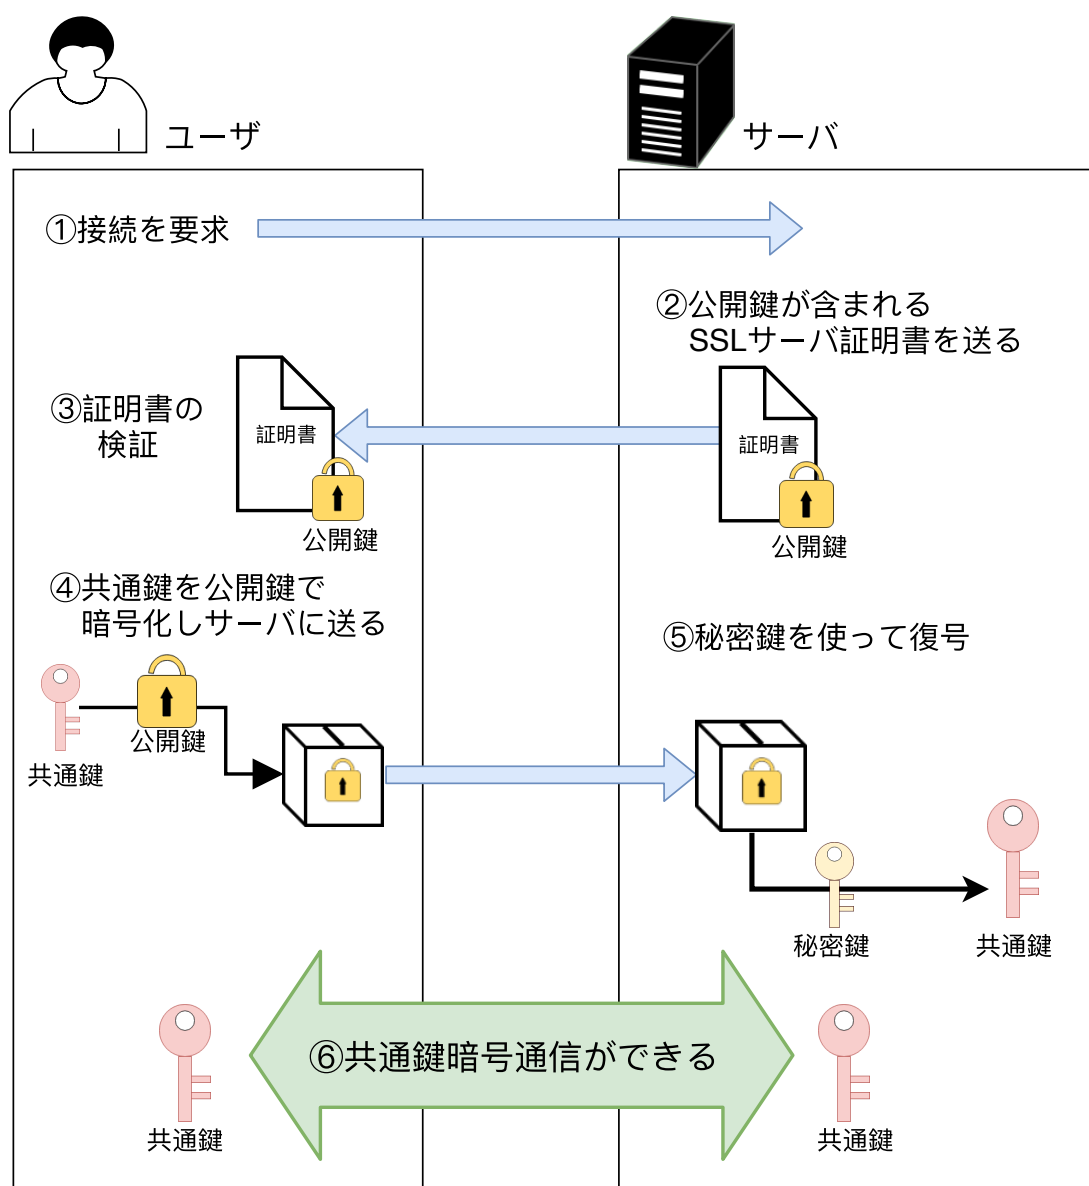 ユーザ
サーバ
①接続を要求
②公開鍵が含まれる
SSLサーバ証明書を送る
③証明書の
検証
証明書
公開鍵
証明書
公開鍵
④共通鍵を公開鍵で
暗号化しサーバに送る
公開鍵
共通鍵
⑤秘密鍵を使って復号
秘密鍵
共通鍵
⑥共通鍵暗号通信ができる
共通鍵
共通鍵